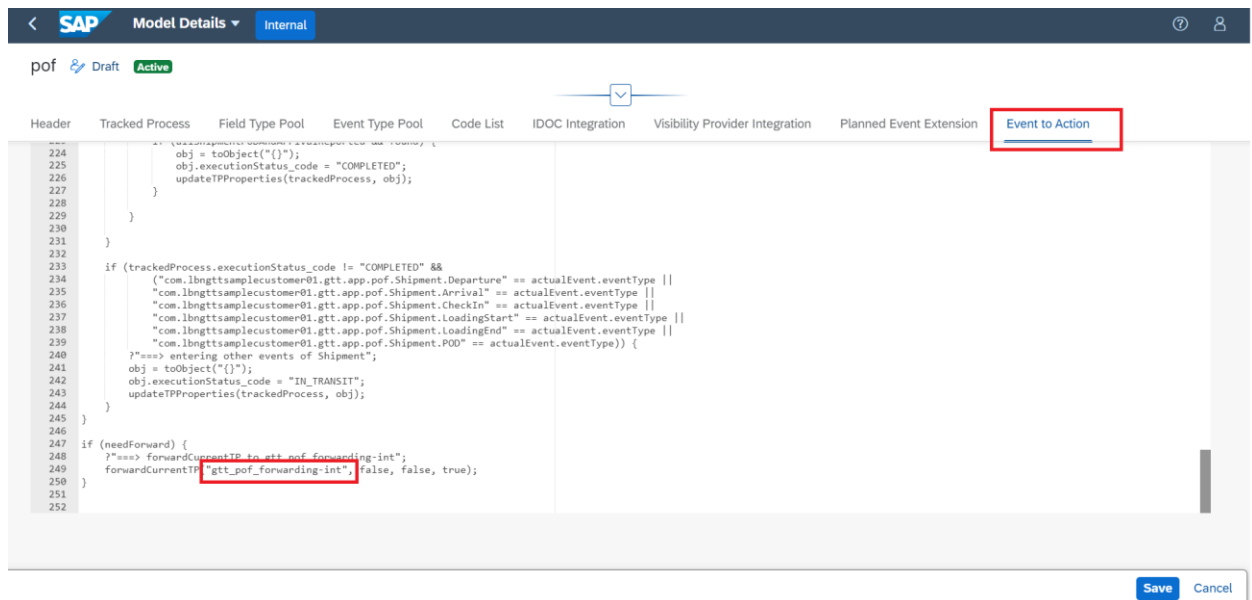 SAP Model Details Internal
pof Draft Active
Header Tracked Process Field Type Pool Event Type Pool Code List IDOC Integration Visibility Provider Integration Planned Event Extension Event to Action
224 obj = toObject("{}");
225 obj.executionStatus_code = "COMPLETED";
226 updateTPProperties(trackedProcess, obj);
227 }
228
229 }
230
231 }
232
233 if (trackedProcess.executionStatus_code != "COMPLETED" &&
234 ("com.lbngttsamplecustomer01.gtt.app.pof.Shipment.Departure" == actualEvent.eventType ||
235 "com.lbngttsamplecustomer01.gtt.app.pof.Shipment.Arrival" == actualEvent.eventType ||
236 "com.lbngttsamplecustomer01.gtt.app.pof.Shipment.CheckIn" == actualEvent.eventType ||
237 "com.lbngttsamplecustomer01.gtt.app.pof.Shipment.LoadingStart" == actualEvent.eventType ||
238 "com.lbngttsamplecustomer01.gtt.app.pof.Shipment.LoadingEnd" == actualEvent.eventType ||
239 "com.lbngttsamplecustomer01.gtt.app.pof.Shipment.POD" == actualEvent.eventType)) {
240 ?"===> entering other events of Shipment";
241 obj = toObject("{}");
242 obj.executionStatus_code = "IN_TRANSIT";
243 updateTPProperties(trackedProcess, obj);
244 }
245 }
246
247 if (needForward) {
248 ?"===> forwardCurrentTP to gtt_pof_forwarding-int";
249 forwardCurrentTP("gtt_pof_forwarding-int", false, false, true);
250 }
251
252
Save Cancel